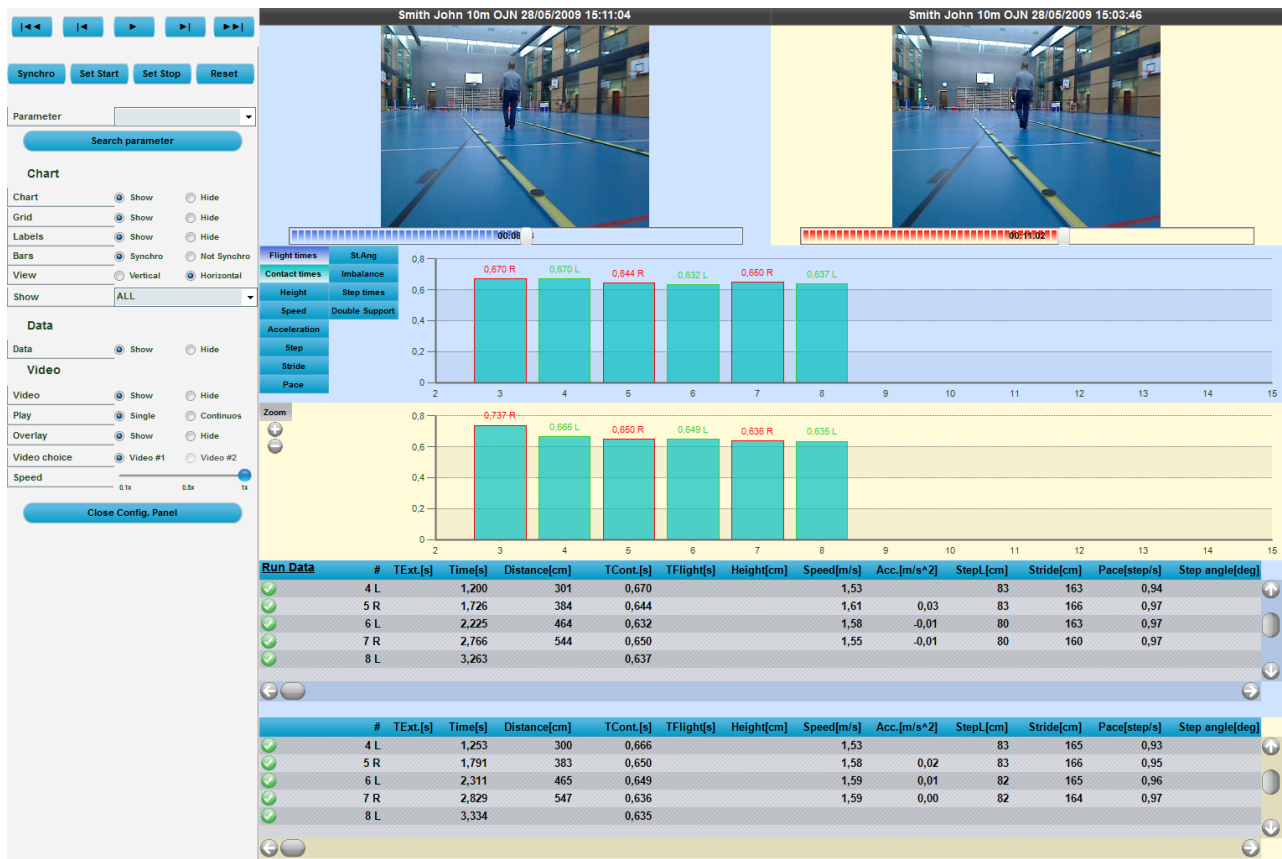 Smith John 10m OJN 28/05/2009 15:11:04
Smith John 10m OJN 28/05/2009 15:03:46
Synchro Set Start Set Stop Reset
Parameter
Search parameter
Chart
Chart Show Hide
Grid Show Hide
Labels Show Hide
Bars Synchro Not Synchro
View Vertical Horizontal
Show ALL
Data
Data Show Hide
Video
Video Show Hide
Play Single Continuos
Overlay Show Hide
Video choice Video #1 Video #2
Speed
0.1x 0.5x 1x
Close Config. Panel
00:11.02
Flight times St.Ang
Contact times Imbalance
Height Step times
Speed Double Support
Acceleration
Step
Stride
Pace
0,8
0,6
0,4
0,2
0
0,670 R 0,670 L 0,644 R 0,632 L 0,650 R 0,637 L
2 3 4 5 6 7 8 9 10 11 12 13 14 15
Zoom
0,8
0,6
0,4
0,2
0
0,737 R 0,666 L 0,650 R 0,649 L 0,636 R 0,635 L
2 3 4 5 6 7 8 9 10 11 12 13 14 15
Run Data # TExt.[s] Time[s] Distance[cm] TCont.[s] TFlight[s] Height[cm] Speed[m/s] Acc.[m/s^2] StepL[cm] Stride[cm] Pace[step/s] Step angle[deg]
4 L 1,200 301 0,670 1,53 83 163 0,94
5 R 1,726 384 0,644 1,61 0,03 83 166 0,97
6 L 2,225 464 0,632 1,58 -0,01 80 163 0,97
7 R 2,766 544 0,650 1,55 -0,01 80 160 0,97
8 L 3,263 0,637
# TExt.[s] Time[s] Distance[cm] TCont.[s] TFlight[s] Height[cm] Speed[m/s] Acc.[m/s^2] StepL[cm] Stride[cm] Pace[step/s] Step angle[deg]
4 L 1,253 300 0,666 1,53 83 165 0,93
5 R 1,791 383 0,650 1,58 0,02 83 166 0,95
6 L 2,311 465 0,649 1,59 0,01 82 165 0,96
7 R 2,829 547 0,636 1,59 0,00 82 164 0,97
8 L 3,334 0,635